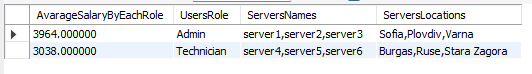 AvarageSalaryByEachRole UsersRole ServersNames ServersLocations
3964.000000 Admin server1,server2,server3 Sofia,Plovdiv,Varna
3038.000000 Technician server4,server5,server6 Burgas,Ruse,Stara Zagora